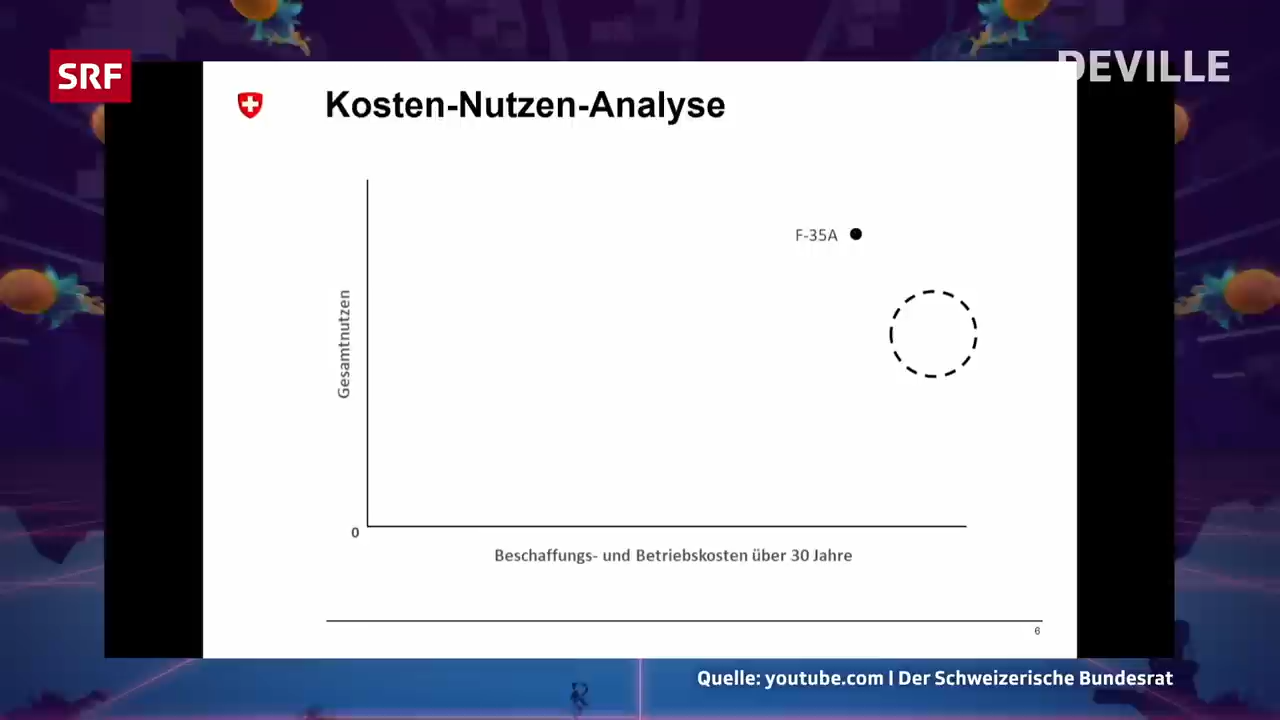 SRF
DEVILLE
Kosten-Nutzen-Analyse
F-35A
Gesamtnutzen
0
Beschaffungs- und Betriebskosten über 30 Jahre
6
Quelle: youtube.com | Der Schweizerische Bundesrat